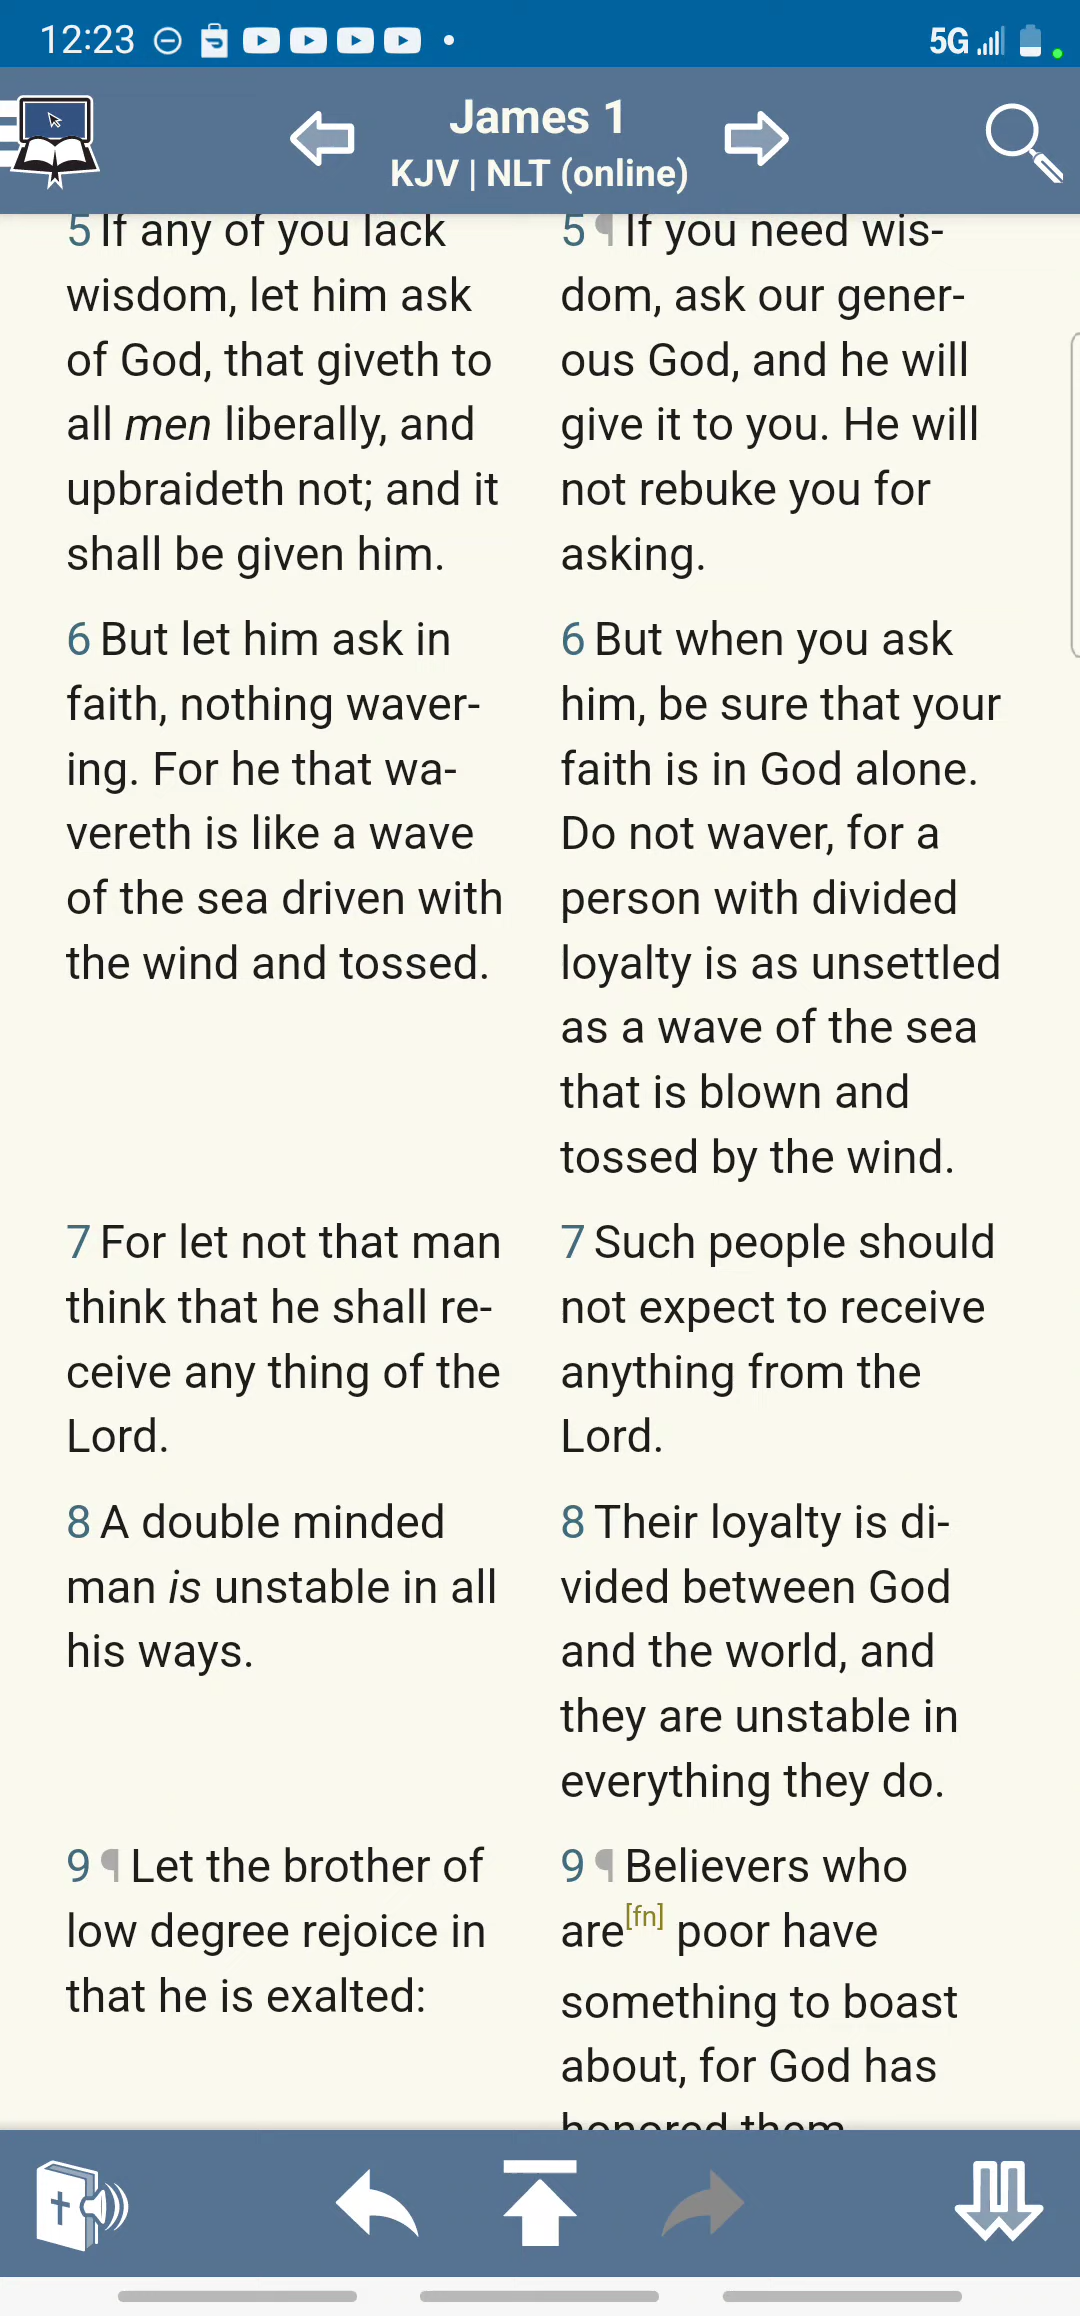 12:23
5G
James 1
KJV | NLT (online)
5 If any of you lack
wisdom, let him ask
of God, that giveth to
all men liberally, and
upbraideth not; and it
shall be given him.
6 But let him ask in
faith, nothing waver-
ing. For he that wa-
vereth is like a wave
of the sea driven with
the wind and tossed.
7 For let not that man
think that he shall re-
ceive any thing of the
Lord.
8 A double minded
man is unstable in all
his ways.
9 ¶ Let the brother of
low degree rejoice in
that he is exalted:
5 ¶ If you need wis-
dom, ask our gener-
ous God, and he will
give it to you. He will
not rebuke you for
asking.
6 But when you ask
him, be sure that your
faith is in God alone.
Do not waver, for a
person with divided
loyalty is as unsettled
as a wave of the sea
that is blown and
tossed by the wind.
7 Such people should
not expect to receive
anything from the
Lord.
8 Their loyalty is di-
vided between God
and the world, and
they are unstable in
everything they do.
9 ¶ Believers who
are[fn] poor have
something to boast
about, for God has
honored them